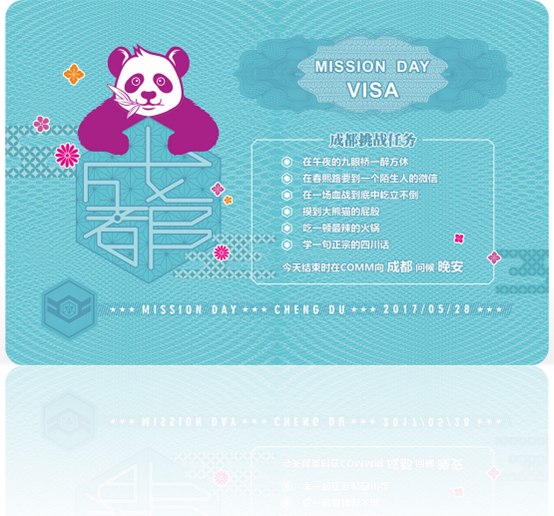 MISSION DAY
VISA
成都
成都挑战任务
在午夜的九眼桥一醉方休
在春熙路要到一个陌生人的微信
在一场血战到底中屹立不倒
摸到大熊猫的屁股
吃一顿最辣的火锅
学一句正宗的四川话
今天结束时在COMM向 成都 问候 晚安
★★★ MISSION DAY ★★★ CHENG DU ★★★ 2017/05/28 ★★★